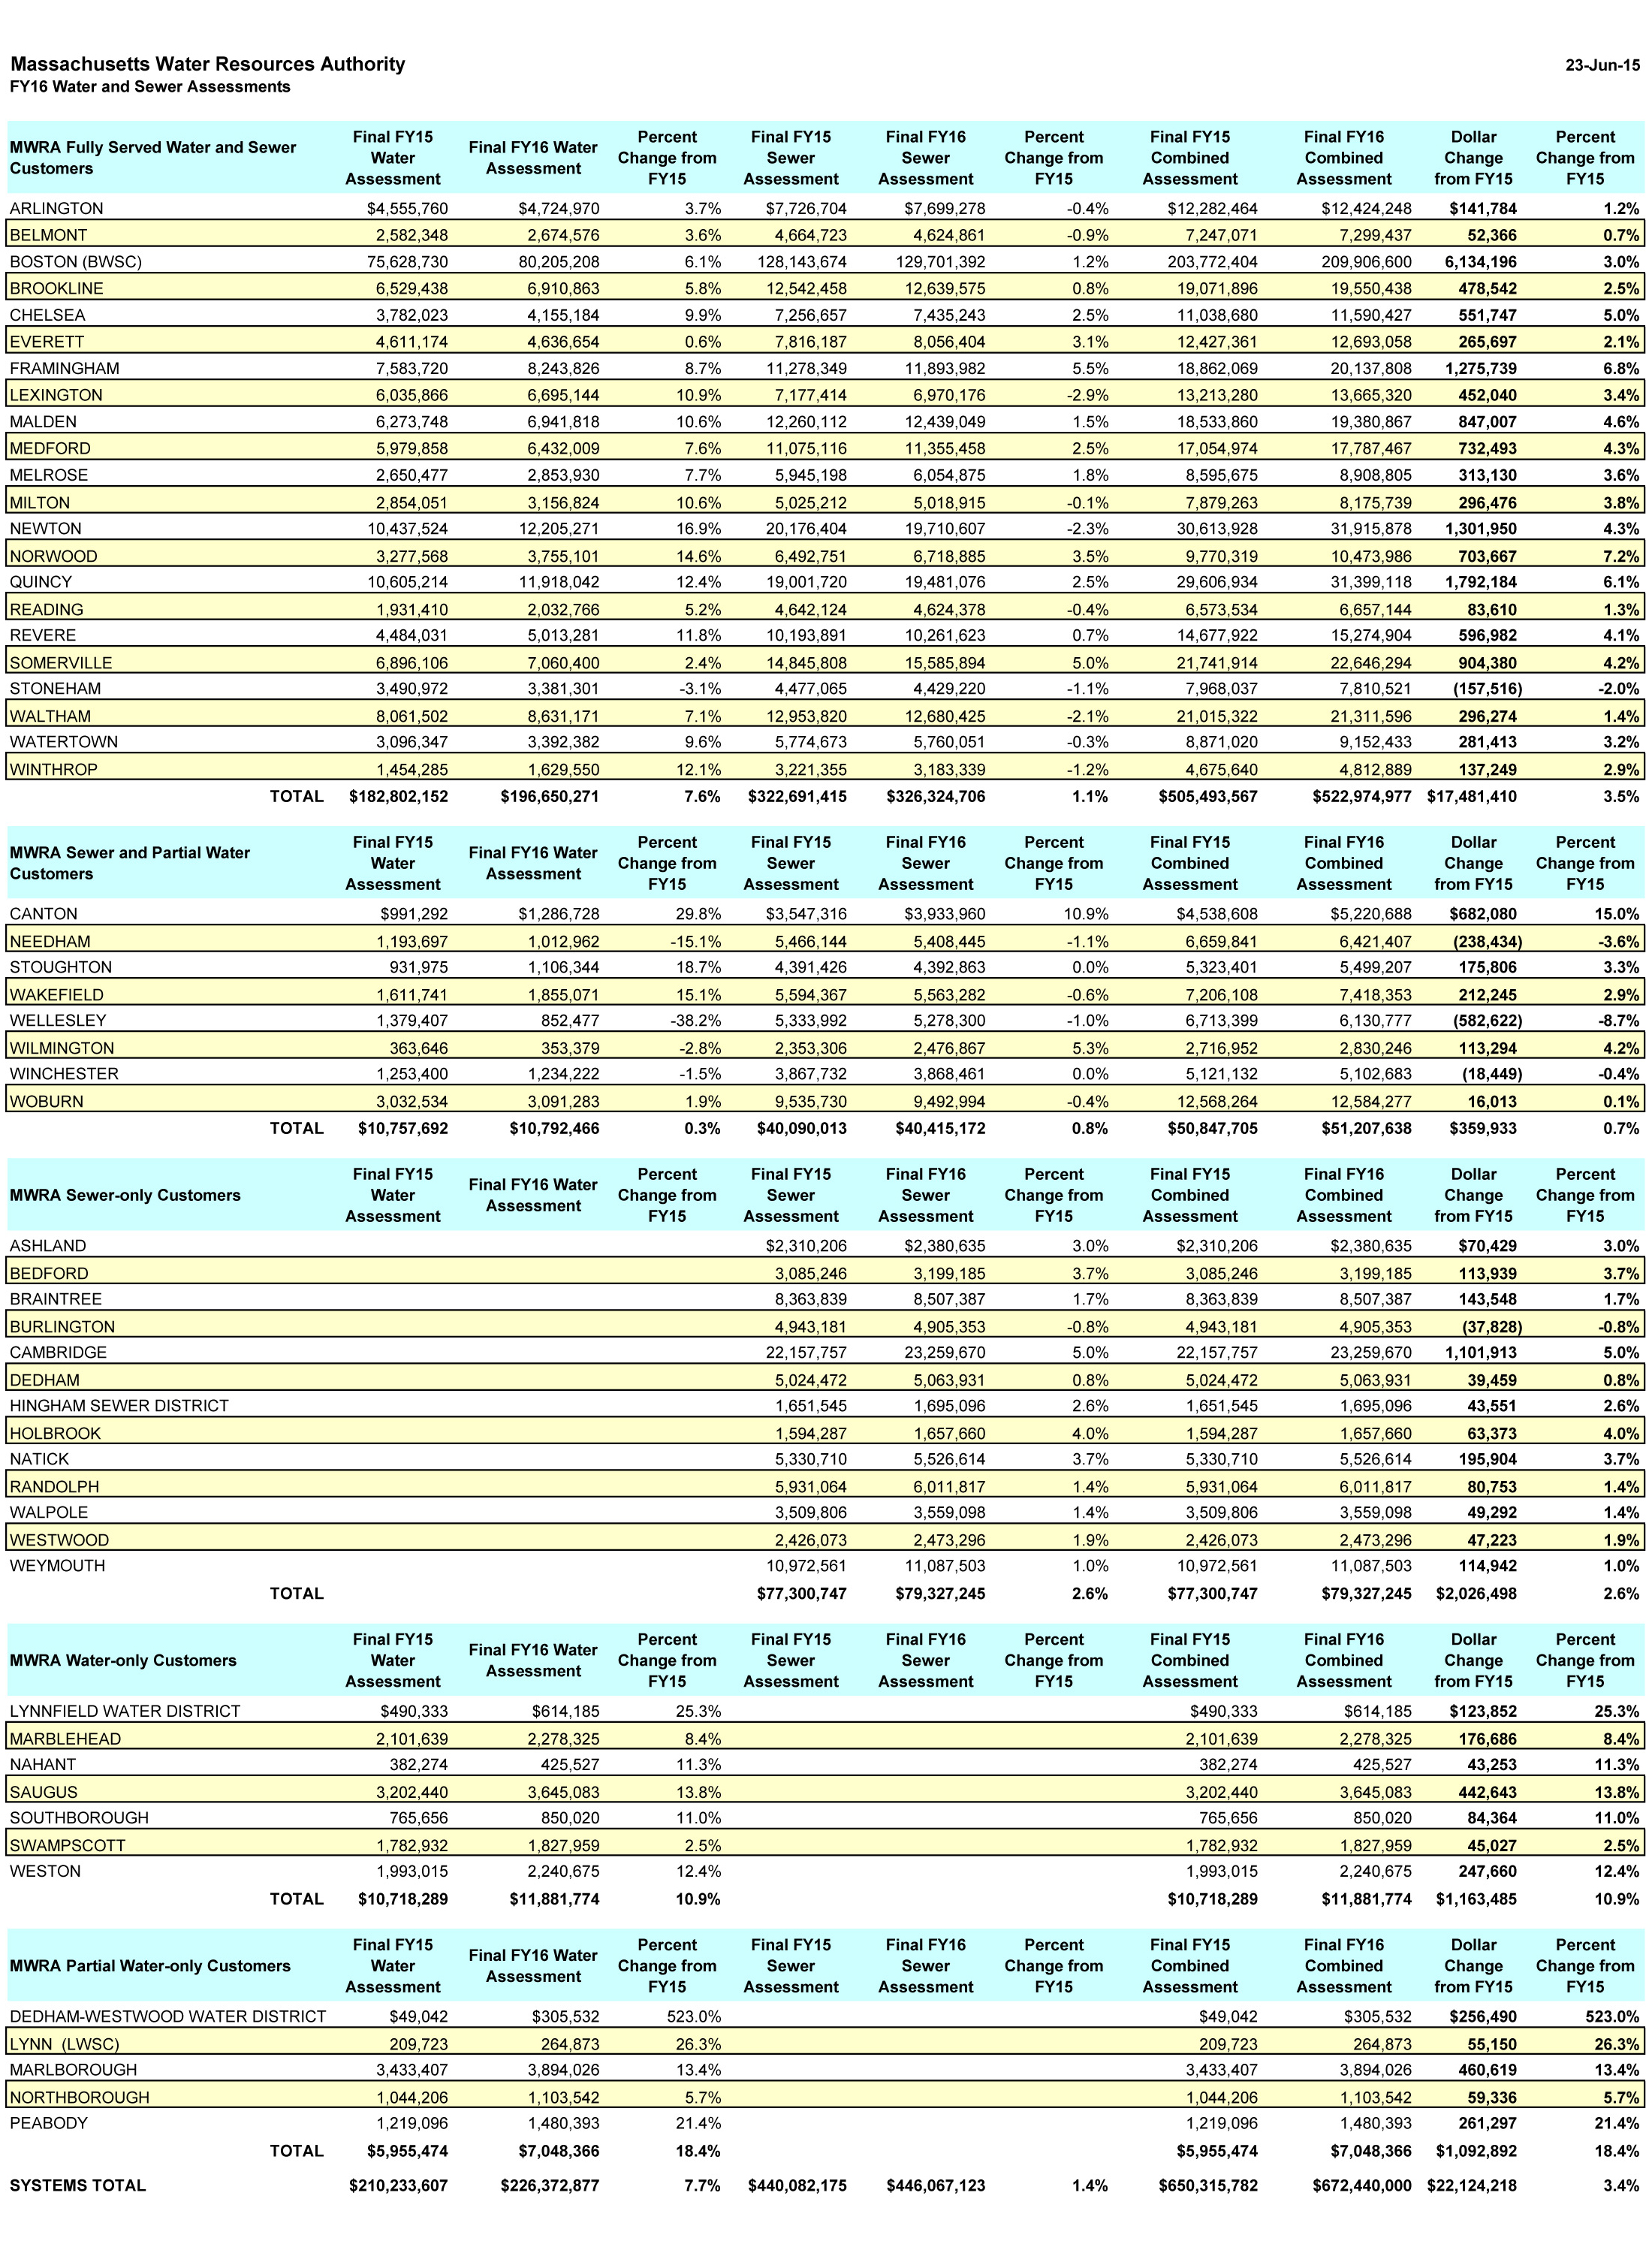 Massachusetts Water Resources Authority 23-Jun-15
FY16 Water and Sewer Assessments
MWRA Fully Served Water and Sewer Customers Final FY15 Water Assessment Final FY16 Water Assessment Percent Change from FY15 Final FY15 Sewer Assessment Final FY16 Sewer Assessment Percent Change from FY15 Final FY15 Combined Assessment Final FY16 Combined Assessment Dollar Change from FY15 Percent Change from FY15
ARLINGTON $4,555,760 $4,724,970 3.7% $7,726,704 $7,699,278 -0.4% $12,282,464 $12,424,248 $141,784 1.2%
BELMONT 2,582,348 2,674,576 3.6% 4,664,723 4,624,861 -0.9% 7,247,071 7,299,437 52,366 0.7%
BOSTON (BWSC) 75,628,730 80,205,208 6.1% 128,143,674 129,701,392 1.2% 203,772,404 209,906,600 6,134,196 3.0%
BROOKLINE 6,529,438 6,910,863 5.8% 12,542,458 12,639,575 0.8% 19,071,896 19,550,438 478,542 2.5%
CHELSEA 3,782,023 4,155,184 9.9% 7,256,657 7,435,243 2.5% 11,038,680 11,590,427 551,747 5.0%
EVERETT 4,611,174 4,636,654 0.6% 7,816,187 8,056,404 3.1% 12,427,361 12,693,058 265,697 2.1%
FRAMINGHAM 7,583,720 8,243,826 8.7% 11,278,349 11,893,982 5.5% 18,862,069 20,137,808 1,275,739 6.8%
LEXINGTON 6,035,866 6,695,144 10.9% 7,177,414 6,970,176 -2.9% 13,213,280 13,665,320 452,040 3.4%
MALDEN 6,273,748 6,941,818 10.6% 12,260,112 12,439,049 1.5% 18,533,860 19,380,867 847,007 4.6%
MEDFORD 5,979,858 6,432,009 7.6% 11,075,116 11,355,458 2.5% 17,054,974 17,787,467 732,493 4.3%
MELROSE 2,650,477 2,853,930 7.7% 5,945,198 6,054,875 1.8% 8,595,675 8,908,805 313,130 3.6%
MILTON 2,854,051 3,156,824 10.6% 5,025,212 5,018,915 -0.1% 7,879,263 8,175,739 296,476 3.8%
NEWTON 10,437,524 12,205,271 16.9% 20,176,404 19,710,607 -2.3% 30,613,928 31,915,878 1,301,950 4.3%
NORWOOD 3,277,568 3,755,101 14.6% 6,492,751 6,718,885 3.5% 9,770,319 10,473,986 703,667 7.2%
QUINCY 10,605,214 11,918,042 12.4% 19,001,720 19,481,076 2.5% 29,606,934 31,399,118 1,792,184 6.1%
READING 1,931,410 2,032,766 5.2% 4,642,124 4,624,378 -0.4% 6,573,534 6,657,144 83,610 1.3%
REVERE 4,484,031 5,013,281 11.8% 10,193,891 10,261,623 0.7% 14,677,922 15,274,904 596,982 4.1%
SOMERVILLE 6,896,106 7,060,400 2.4% 14,845,808 15,585,894 5.0% 21,741,914 22,646,294 904,380 4.2%
STONEHAM 3,490,972 3,381,301 -3.1% 4,477,065 4,429,220 -1.1% 7,968,037 7,810,521 (157,516) -2.0%
WALTHAM 8,061,502 8,631,171 7.1% 12,953,820 12,680,425 -2.1% 21,015,322 21,311,596 296,274 1.4%
WATERTOWN 3,096,347 3,392,382 9.6% 5,774,673 5,760,051 -0.3% 8,871,020 9,152,433 281,413 3.2%
WINTHROP 1,454,285 1,629,550 12.1% 3,221,355 3,183,339 -1.2% 4,675,640 4,812,889 137,249 2.9%
TOTAL $182,802,152 $196,650,271 7.6% $322,691,415 $326,324,706 1.1% $505,493,567 $522,974,977 $17,481,410 3.5%
MWRA Sewer and Partial Water Customers Final FY15 Water Assessment Final FY16 Water Assessment Percent Change from FY15 Final FY15 Sewer Assessment Final FY16 Sewer Assessment Percent Change from FY15 Final FY15 Combined Assessment Final FY16 Combined Assessment Dollar Change from FY15 Percent Change from FY15
CANTON $991,292 $1,286,728 29.8% $3,547,316 $3,933,960 10.9% $4,538,608 $5,220,688 $682,080 15.0%
NEEDHAM 1,193,697 1,012,962 -15.1% 5,466,144 5,408,445 -1.1% 6,659,841 6,421,407 (238,434) -3.6%
STOUGHTON 931,975 1,106,344 18.7% 4,391,426 4,392,863 0.0% 5,323,401 5,499,207 175,806 3.3%
WAKEFIELD 1,611,741 1,855,071 15.1% 5,594,367 5,563,282 -0.6% 7,206,108 7,418,353 212,245 2.9%
WELLESLEY 1,379,407 852,477 -38.2% 5,333,992 5,278,300 -1.0% 6,713,399 6,130,777 (582,622) -8.7%
WILMINGTON 363,646 353,379 -2.8% 2,353,306 2,476,867 5.3% 2,716,952 2,830,246 113,294 4.2%
WINCHESTER 1,253,400 1,234,222 -1.5% 3,867,732 3,868,461 0.0% 5,121,132 5,102,683 (18,449) -0.4%
WOBURN 3,032,534 3,091,283 1.9% 9,535,730 9,492,994 -0.4% 12,568,264 12,584,277 16,013 0.1%
TOTAL $10,757,692 $10,792,466 0.3% $40,090,013 $40,415,172 0.8% $50,847,705 $51,207,638 $359,933 0.7%
MWRA Sewer-only Customers Final FY15 Water Assessment Final FY16 Water Assessment Percent Change from FY15 Final FY15 Sewer Assessment Final FY16 Sewer Assessment Percent Change from FY15 Final FY15 Combined Assessment Final FY16 Combined Assessment Dollar Change from FY15 Percent Change from FY15
ASHLAND $2,310,206 $2,380,635 3.0% $2,310,206 $2,380,635 $70,429 3.0%
BEDFORD 3,085,246 3,199,185 3.7% 3,085,246 3,199,185 113,939 3.7%
BRAINTREE 8,363,839 8,507,387 1.7% 8,363,839 8,507,387 143,548 1.7%
BURLINGTON 4,943,181 4,905,353 -0.8% 4,943,181 4,905,353 (37,828) -0.8%
CAMBRIDGE 22,157,757 23,259,670 5.0% 22,157,757 23,259,670 1,101,913 5.0%
DEDHAM 5,024,472 5,063,931 0.8% 5,024,472 5,063,931 39,459 0.8%
HINGHAM SEWER DISTRICT 1,651,545 1,695,096 2.6% 1,651,545 1,695,096 43,551 2.6%
HOLBROOK 1,594,287 1,657,660 4.0% 1,594,287 1,657,660 63,373 4.0%
NATICK 5,330,710 5,526,614 3.7% 5,330,710 5,526,614 195,904 3.7%
RANDOLPH 5,931,064 6,011,817 1.4% 5,931,064 6,011,817 80,753 1.4%
WALPOLE 3,509,806 3,559,098 1.4% 3,509,806 3,559,098 49,292 1.4%
WESTWOOD 2,426,073 2,473,296 1.9% 2,426,073 2,473,296 47,223 1.9%
WEYMOUTH 10,972,561 11,087,503 1.0% 10,972,561 11,087,503 114,942 1.0%
TOTAL $77,300,747 $79,327,245 2.6% $77,300,747 $79,327,245 $2,026,498 2.6%
MWRA Water-only Customers Final FY15 Water Assessment Final FY16 Water Assessment Percent Change from FY15 Final FY15 Sewer Assessment Final FY16 Sewer Assessment Percent Change from FY15 Final FY15 Combined Assessment Final FY16 Combined Assessment Dollar Change from FY15 Percent Change from FY15
LYNNFIELD WATER DISTRICT $490,333 $614,185 25.3% $490,333 $614,185 $123,852 25.3%
MARBLEHEAD 2,101,639 2,278,325 8.4% 2,101,639 2,278,325 176,686 8.4%
NAHANT 382,274 425,527 11.3% 382,274 425,527 43,253 11.3%
SAUGUS 3,202,440 3,645,083 13.8% 3,202,440 3,645,083 442,643 13.8%
SOUTHBOROUGH 765,656 850,020 11.0% 765,656 850,020 84,364 11.0%
SWAMPSCOTT 1,782,932 1,827,959 2.5% 1,782,932 1,827,959 45,027 2.5%
WESTON 1,993,015 2,240,675 12.4% 1,993,015 2,240,675 247,660 12.4%
TOTAL $10,718,289 $11,881,774 10.9% $10,718,289 $11,881,774 $1,163,485 10.9%
MWRA Partial Water-only Customers Final FY15 Water Assessment Final FY16 Water Assessment Percent Change from FY15 Final FY15 Sewer Assessment Final FY16 Sewer Assessment Percent Change from FY15 Final FY15 Combined Assessment Final FY16 Combined Assessment Dollar Change from FY15 Percent Change from FY15
DEDHAM-WESTWOOD WATER DISTRICT $49,042 $305,532 523.0% $49,042 $305,532 $256,490 523.0%
LYNN (LWSC) 209,723 264,873 26.3% 209,723 264,873 55,150 26.3%
MARLBOROUGH 3,433,407 3,894,026 13.4% 3,433,407 3,894,026 460,619 13.4%
NORTHBOROUGH 1,044,206 1,103,542 5.7% 1,044,206 1,103,542 59,336 5.7%
PEABODY 1,219,096 1,480,393 21.4% 1,219,096 1,480,393 261,297 21.4%
TOTAL $5,955,474 $7,048,366 18.4% $5,955,474 $7,048,366 $1,092,892 18.4%
SYSTEMS TOTAL $210,233,607 $226,372,877 7.7% $440,082,175 $446,067,123 1.4% $650,315,782 $672,440,000 $22,124,218 3.4%